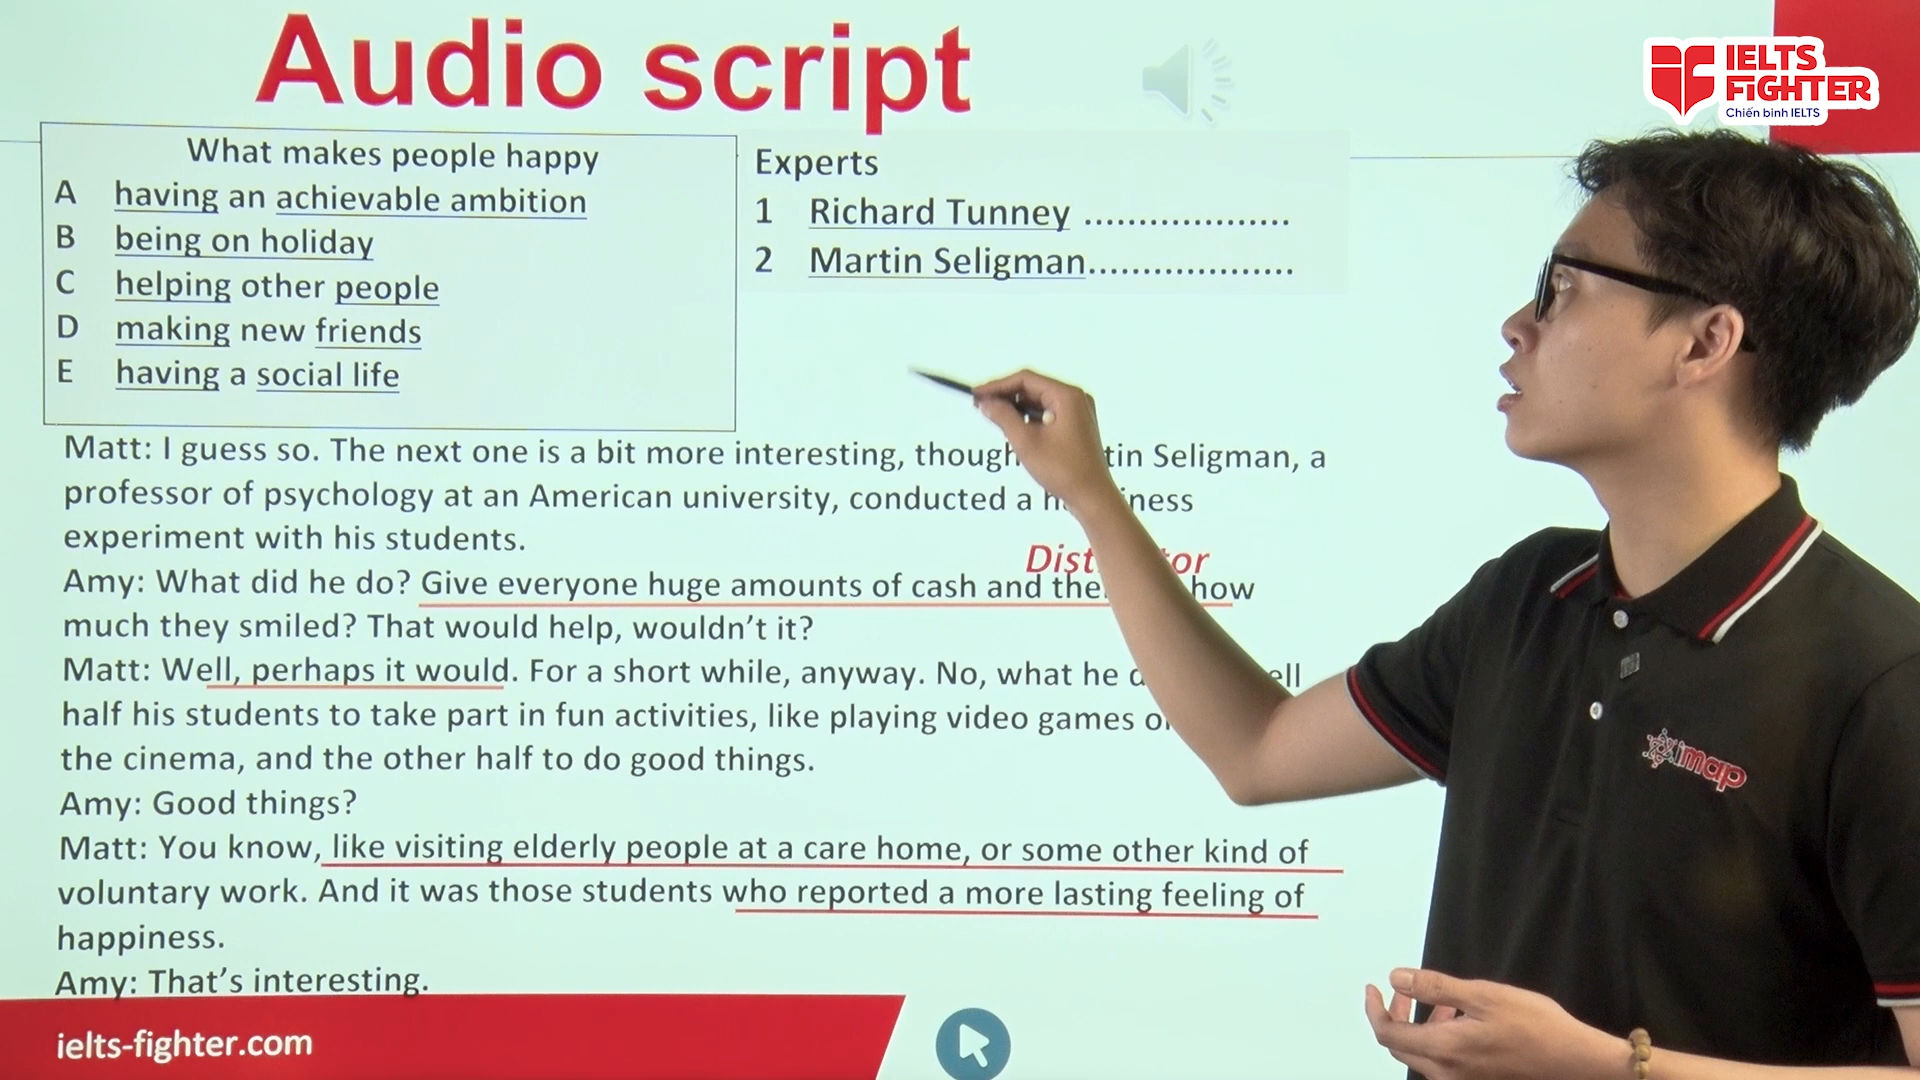 Audio script
IELTS
FIGHTER
Chiến binh IELTS
What makes people happy
A having an achievable ambition
B being on holiday
C helping other people
D making new friends
E having a social life
Experts
1 Richard Tunney ...................
2 Martin Seligman...................
Matt: I guess so. The next one is a bit more interesting, though Seligman, a
professor of psychology at an American university, conducted a
experiment with his students.
Amy: What did he do? Give everyone huge amounts of cash and how
much they smiled? That would help, wouldn't it?
Matt: Well, perhaps it would. For a short while, anyway. No, what he
half his students to take part in fun activities, like playing video games
the cinema, and the other half to do good things.
Amy: Good things?
Matt: You know, like visiting elderly people at a care home, or some other kind of
voluntary work. And it was those students who reported a more lasting feeling of
happiness.
Amy: That's interesting.
imap
ielts-fighter.com